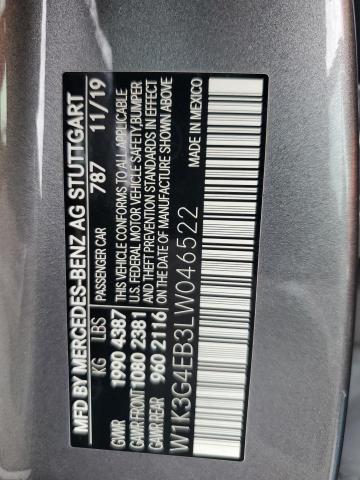 MFD BY MERCEDES-BENZ AG STUTTGART
PASSENGER CAR 787 11/19
KG LBS
GVWR 1990 4387
GAWR FRONT 1080 2381
GAWR REAR 960 2116
THIS VEHICLE CONFORMS TO ALL APPLICABLE
U.S. FEDERAL MOTOR VEHICLE SAFETY, BUMPER
AND THEFT PREVENTION STANDARDS IN EFFECT
ON THE DATE OF MANUFACTURE SHOWN ABOVE.
W1K3G4EB3LW046522
MADE IN MEXICO